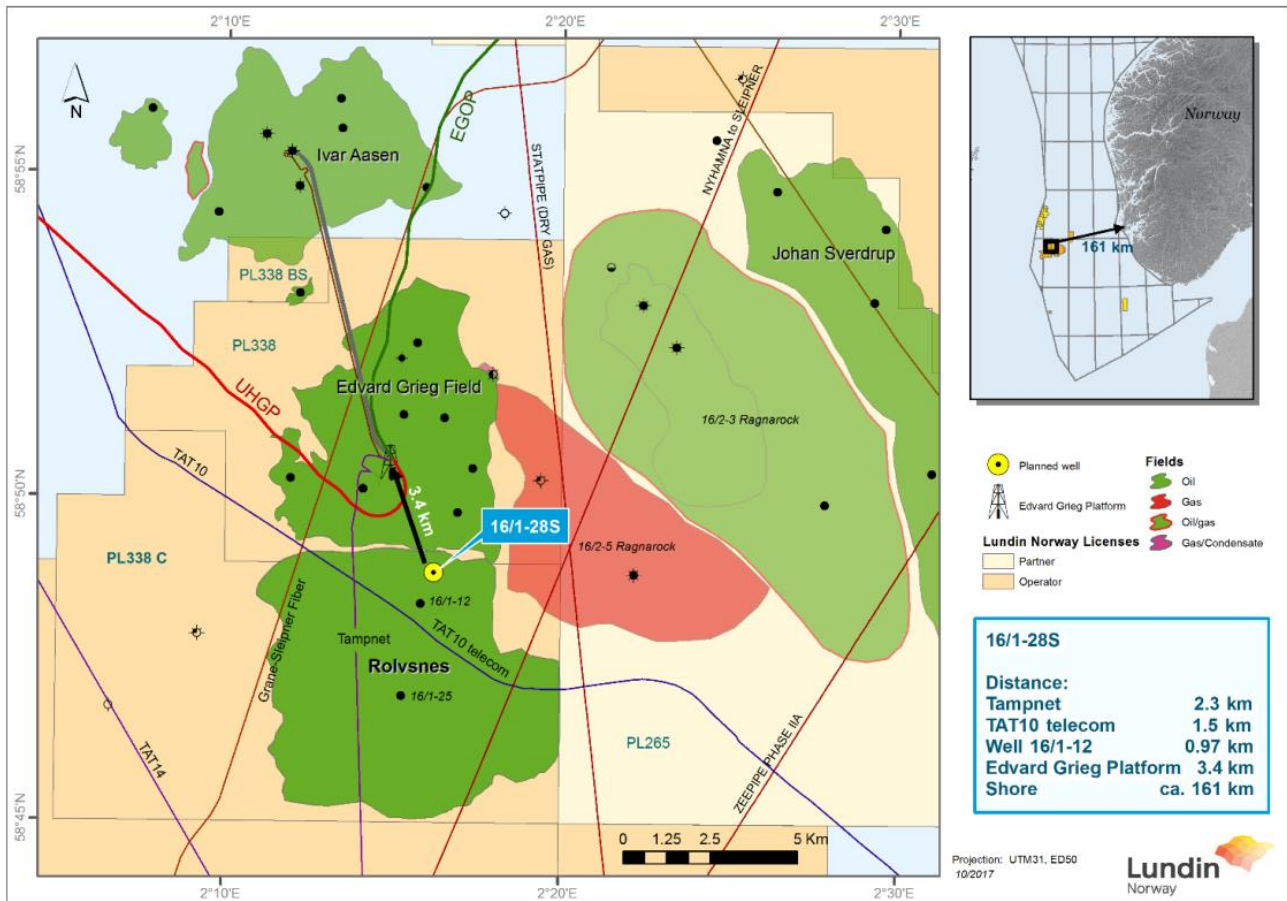 2°10'E
2°20'E
2°30'E
N
58°55'N
58°50'N
58°45'N
Ivar Aasen
EGOP
STATPIPE (DRY GAS)
NYHAMNA to SLEIPNER
Johan Sverdrup
PL338 BS
PL338
UHGP
Edvard Grieg Field
16/2-3 Ragnarock
TAT10
3.4 km
16/1-28S
16/2-5 Ragnarock
PL338 C
Grane-Sleipner Fiber
16/1-12
Tampnet
TAT10 telecom
Rolvsnes
16/1-25
TAT14
PL265
ZEEPIPE PHASE IIA
0 1.25 2.5 5 Km
2°10'E
2°20'E
2°30'E
Norway
161 km
Planned well
Edvard Grieg Platform
Lundin Norway Licenses
Partner
Operator
Fields
Oil
Gas
Oil/gas
Gas/Condensate
16/1-28S
Distance:
Tampnet 2.3 km
TAT10 telecom 1.5 km
Well 16/1-12 0.97 km
Edvard Grieg Platform 3.4 km
Shore ca. 161 km
Projection: UTM31, ED50
10/2017
Lundin
Norway